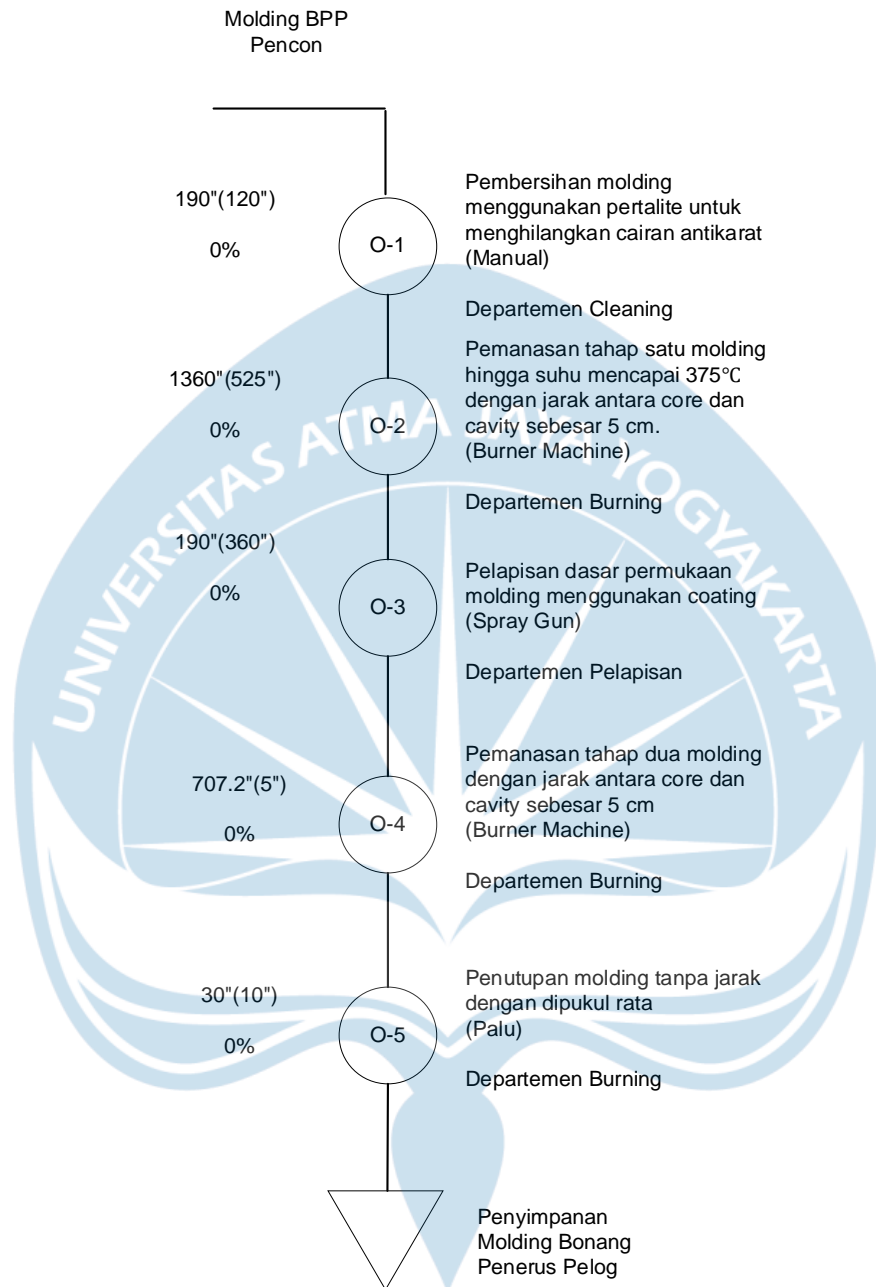 Molding BPP
Pencon
190"(120")
0%
O-1
Pembersihan molding
menggunakan pertalite untuk
menghilangkan cairan antikarat
(Manual)
Departemen Cleaning
1360"(525")
0%
O-2
Pemanasan tahap satu molding
hingga suhu mencapai 375℃
dengan jarak antara core dan
cavity sebesar 5 cm.
(Burner Machine)
Departemen Burning
190"(360")
0%
O-3
Pelapisan dasar permukaan
molding menggunakan coating
(Spray Gun)
Departemen Pelapisan
707.2"(5")
0%
O-4
Pemanasan tahap dua molding
dengan jarak antara core dan
cavity sebesar 5 cm
(Burner Machine)
Departemen Burning
30"(10")
0%
O-5
Penutupan molding tanpa jarak
dengan dipukul rata
(Palu)
Departemen Burning
Penyimpanan
Molding Bonang
Penerus Pelog
UNIVERSITAS ATMA JAYA YOGYAKARTA